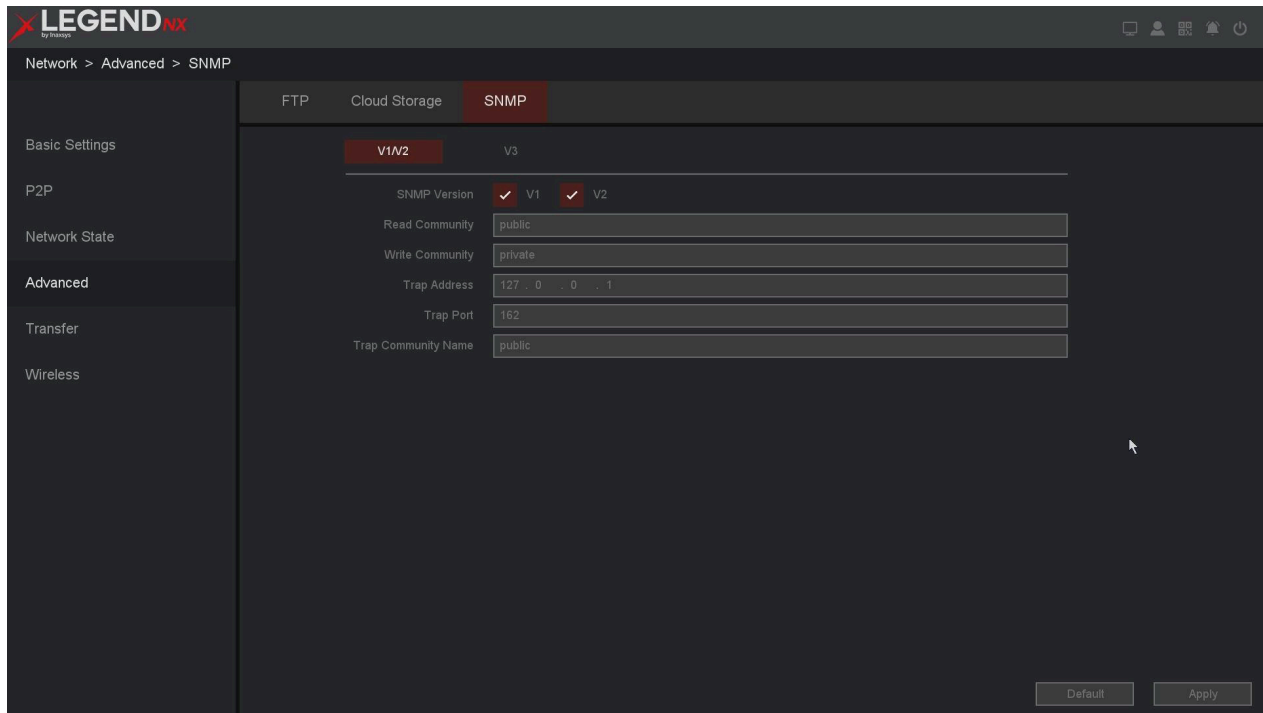 LEGEND NX
by Inaxsys
Network > Advanced > SNMP
FTP Cloud Storage SNMP
Basic Settings
P2P
Network State
Advanced
Transfer
Wireless
V1/V2 V3
SNMP Version V1 V2
Read Community public
Write Community private
Trap Address 127 . 0 . 0 . 1
Trap Port 162
Trap Community Name public
Default Apply